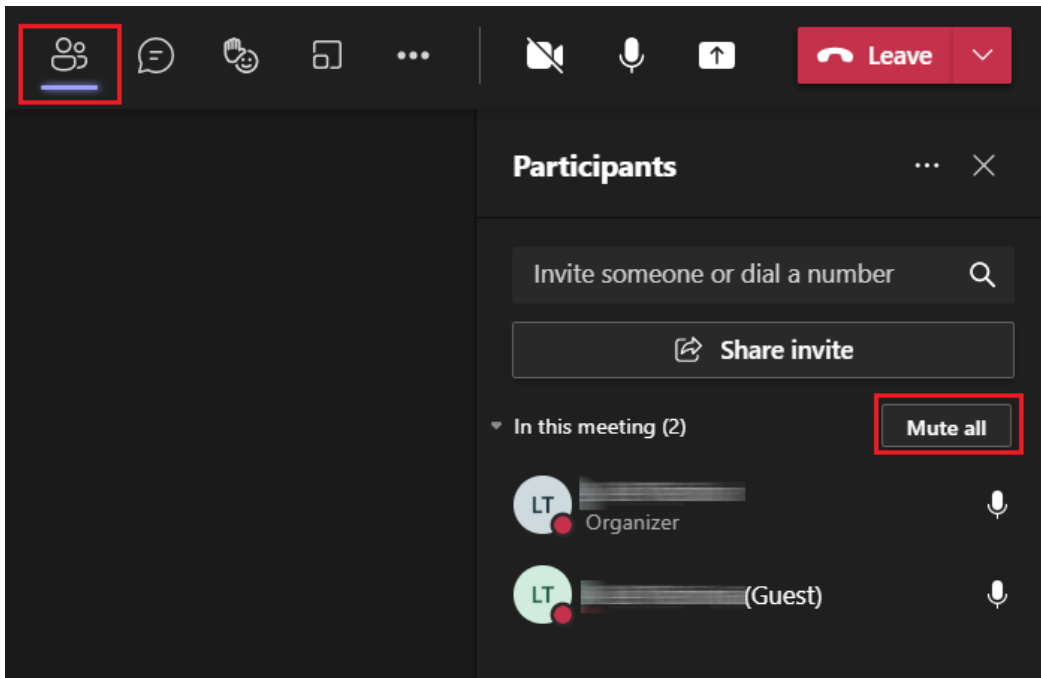 Leave
Participants
Invite someone or dial a number
Share invite
In this meeting (2)
Mute all
LT
Organizer
LT
(Guest)